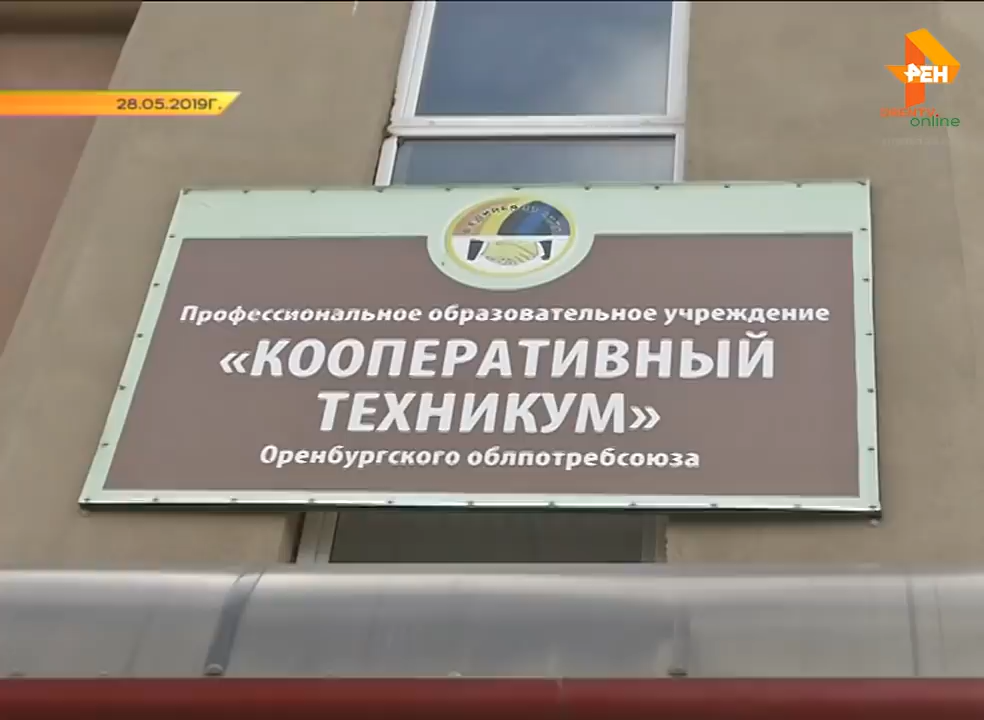 28.05.2019г.
РЕН
online
Профессиональное образовательное учреждение
«КООПЕРАТИВНЫЙ
ТЕХНИКУМ»
Оренбургского облпотребсоюза